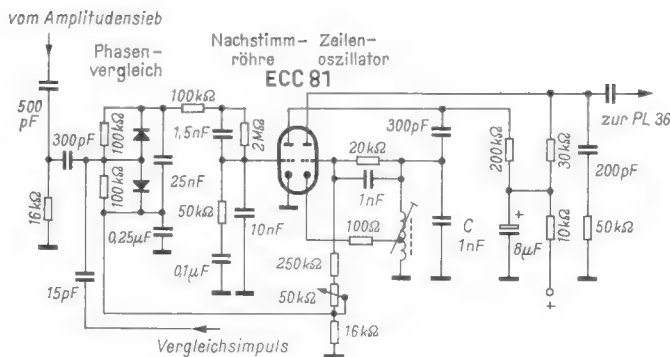 vom Amplitudensieb
Phasen-
vergleich
Nachstimm-
röhre
Zeilen-
oszillator
ECC 81
500
pF
300pF
16kΩ
15pF
100kΩ
100kΩ
0,25µF
25nF
100kΩ
1,5nF
2MΩ
50kΩ
0,1µF
10nF
20kΩ
1nF
100Ω
250kΩ
50kΩ
16kΩ
300pF
C
1nF
200kΩ
8µF
+
30kΩ
10kΩ
+
200pF
50kΩ
zur PL 36
Vergleichsimpuls